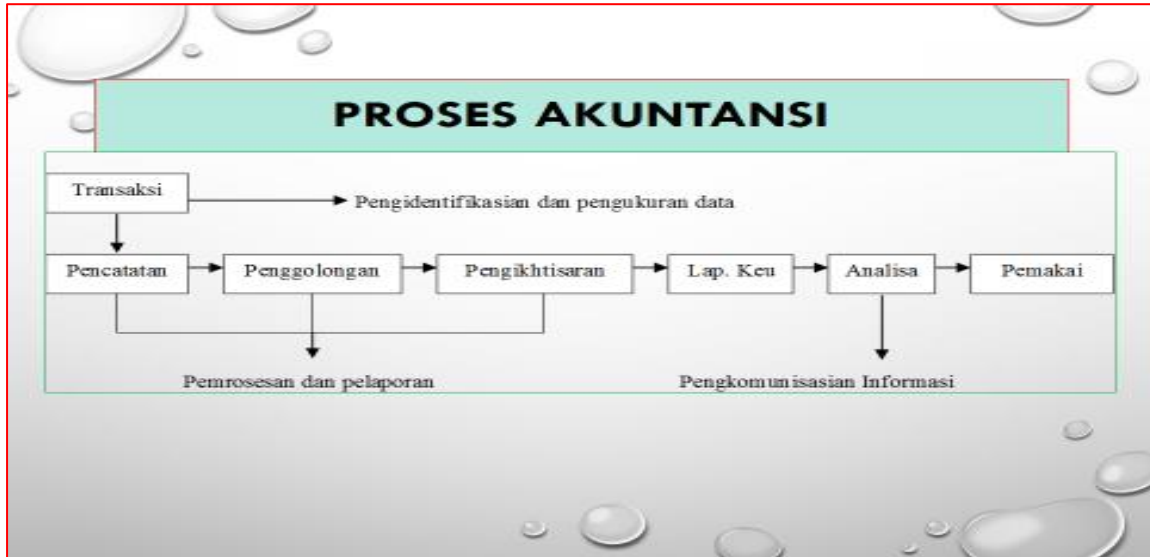 PROSES AKUNTANSI
Transaksi
Pengidentifikasian dan pengukuran data
Pencatatan
Penggolongan
Pengikhtisaran
Lap. Keu
Analisa
Pemakai
Pemrosesan dan pelaporan
Pengkomunisasian Informasi